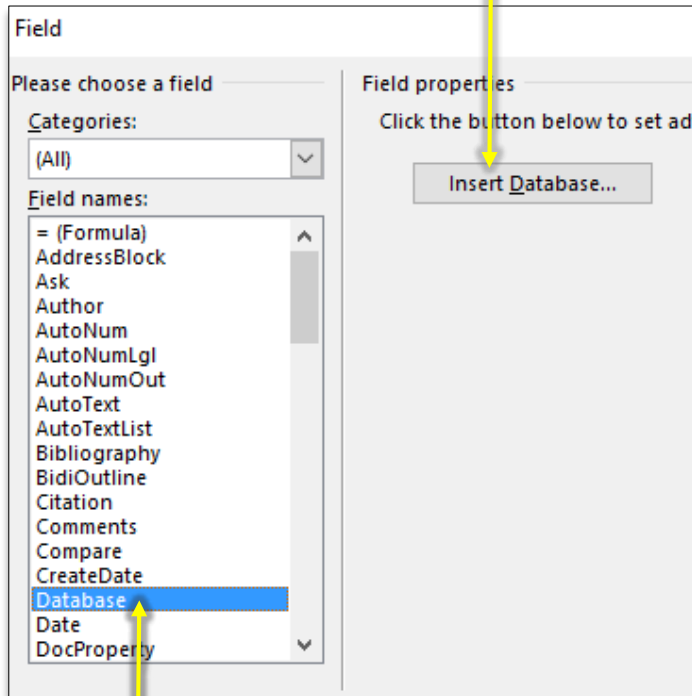 Field
Please choose a field
Categories:
(All)
Field names:
= (Formula)
AddressBlock
Ask
Author
AutoNum
AutoNumLgl
AutoNumOut
AutoText
AutoTextList
Bibliography
BidiOutline
Citation
Comments
Compare
CreateDate
Database
Date
DocProperty
Field properties
Click the button below to set ad
Insert Database...